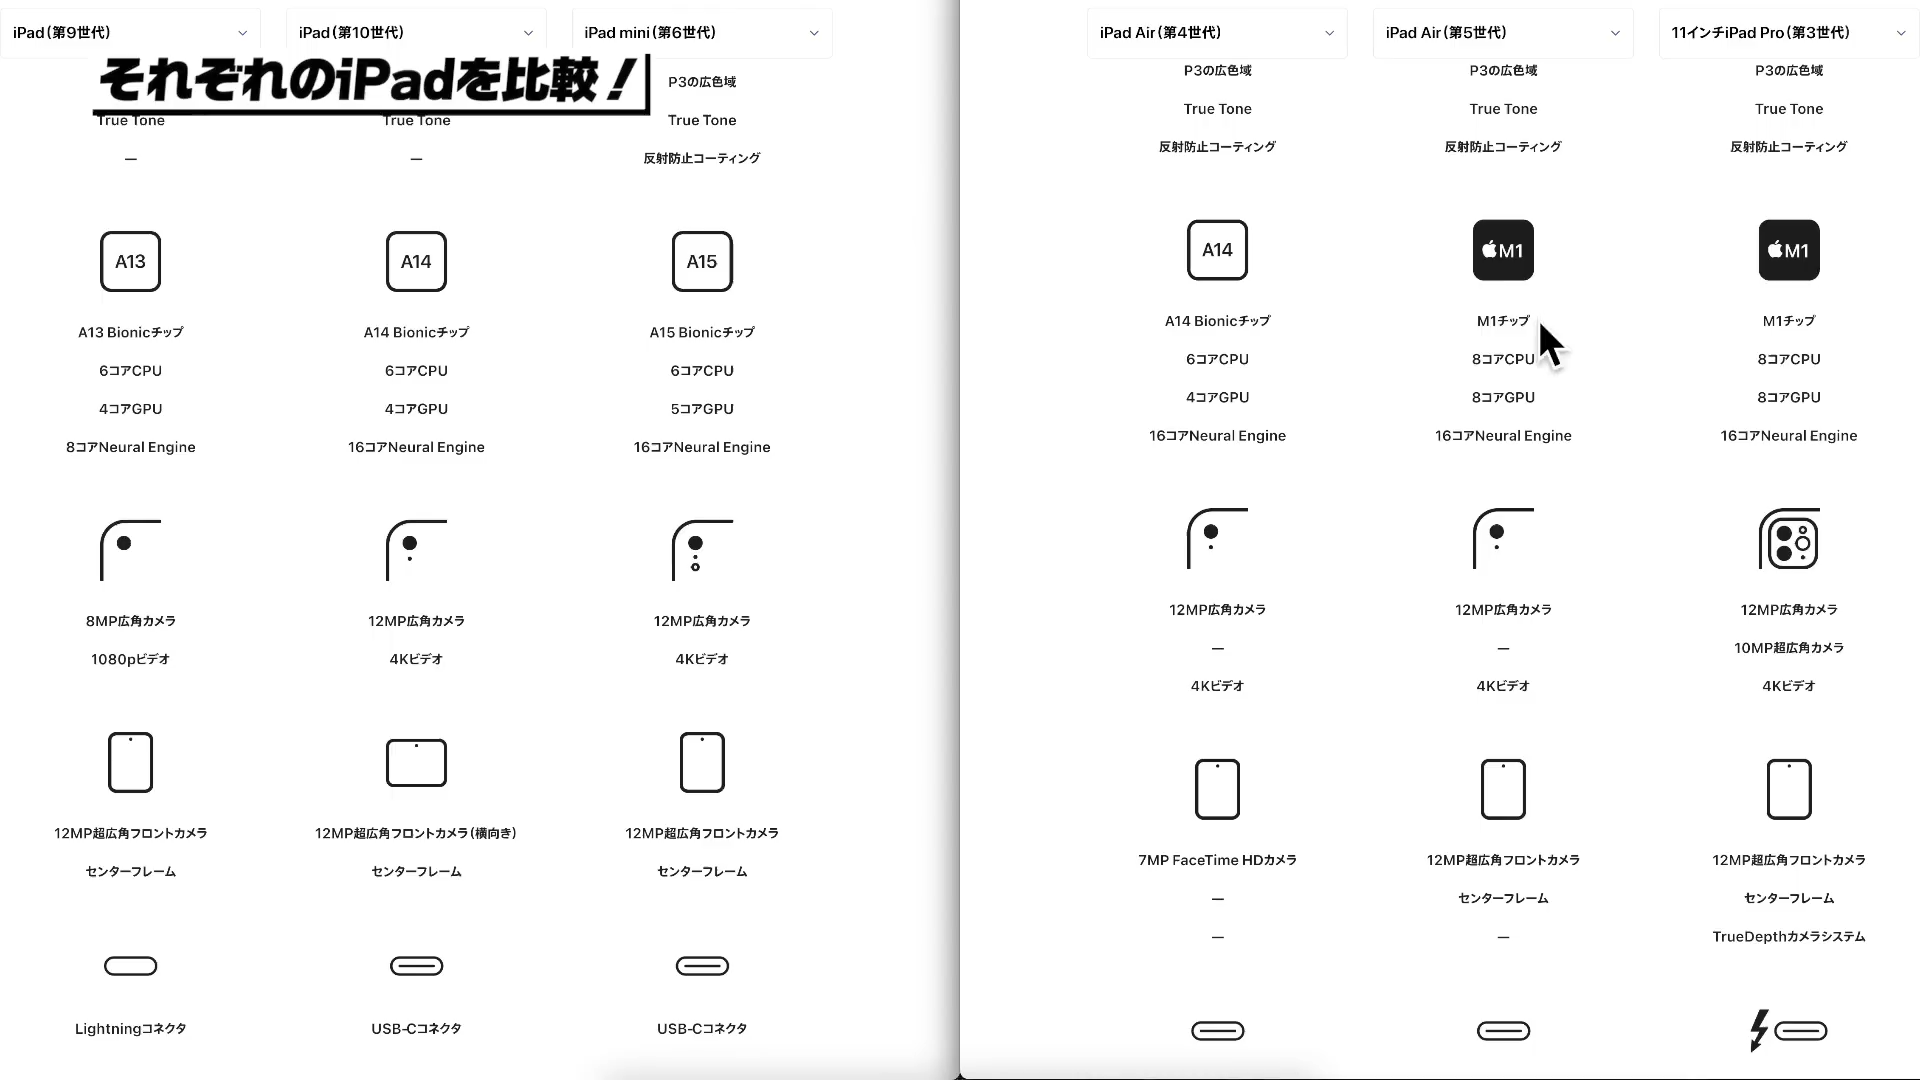 iPad（第9世代）
iPad（第10世代）
iPad mini（第6世代）
それぞれのiPadを比較！
P3の広色域
True Tone
True Tone
True Tone
—
—
反射防止コーティング
A13
A14
A15
A13 Bionicチップ
A14 Bionicチップ
A15 Bionicチップ
6コアCPU
6コアCPU
6コアCPU
4コアGPU
4コアGPU
5コアGPU
8コアNeural Engine
16コアNeural Engine
16コアNeural Engine
8MP広角カメラ
12MP広角カメラ
12MP広角カメラ
1080pビデオ
4Kビデオ
4Kビデオ
12MP超広角フロントカメラ
12MP超広角フロントカメラ（横向き）
12MP超広角フロントカメラ
センターフレーム
センターフレーム
センターフレーム
Lightningコネクタ
USB-Cコネクタ
USB-Cコネクタ
iPad Air（第4世代）
iPad Air（第5世代）
11インチiPad Pro（第3世代）
P3の広色域
P3の広色域
P3の広色域
True Tone
True Tone
True Tone
反射防止コーティング
反射防止コーティング
反射防止コーティング
A14
M1
M1
A14 Bionicチップ
M1チップ
M1チップ
6コアCPU
8コアCPU
8コアCPU
4コアGPU
8コアGPU
8コアGPU
16コアNeural Engine
16コアNeural Engine
16コアNeural Engine
12MP広角カメラ
12MP広角カメラ
12MP広角カメラ
—
—
10MP超広角カメラ
4Kビデオ
4Kビデオ
4Kビデオ
7MP FaceTime HDカメラ
12MP超広角フロントカメラ
12MP超広角フロントカメラ
—
センターフレーム
センターフレーム
—
—
TrueDepthカメラシステム